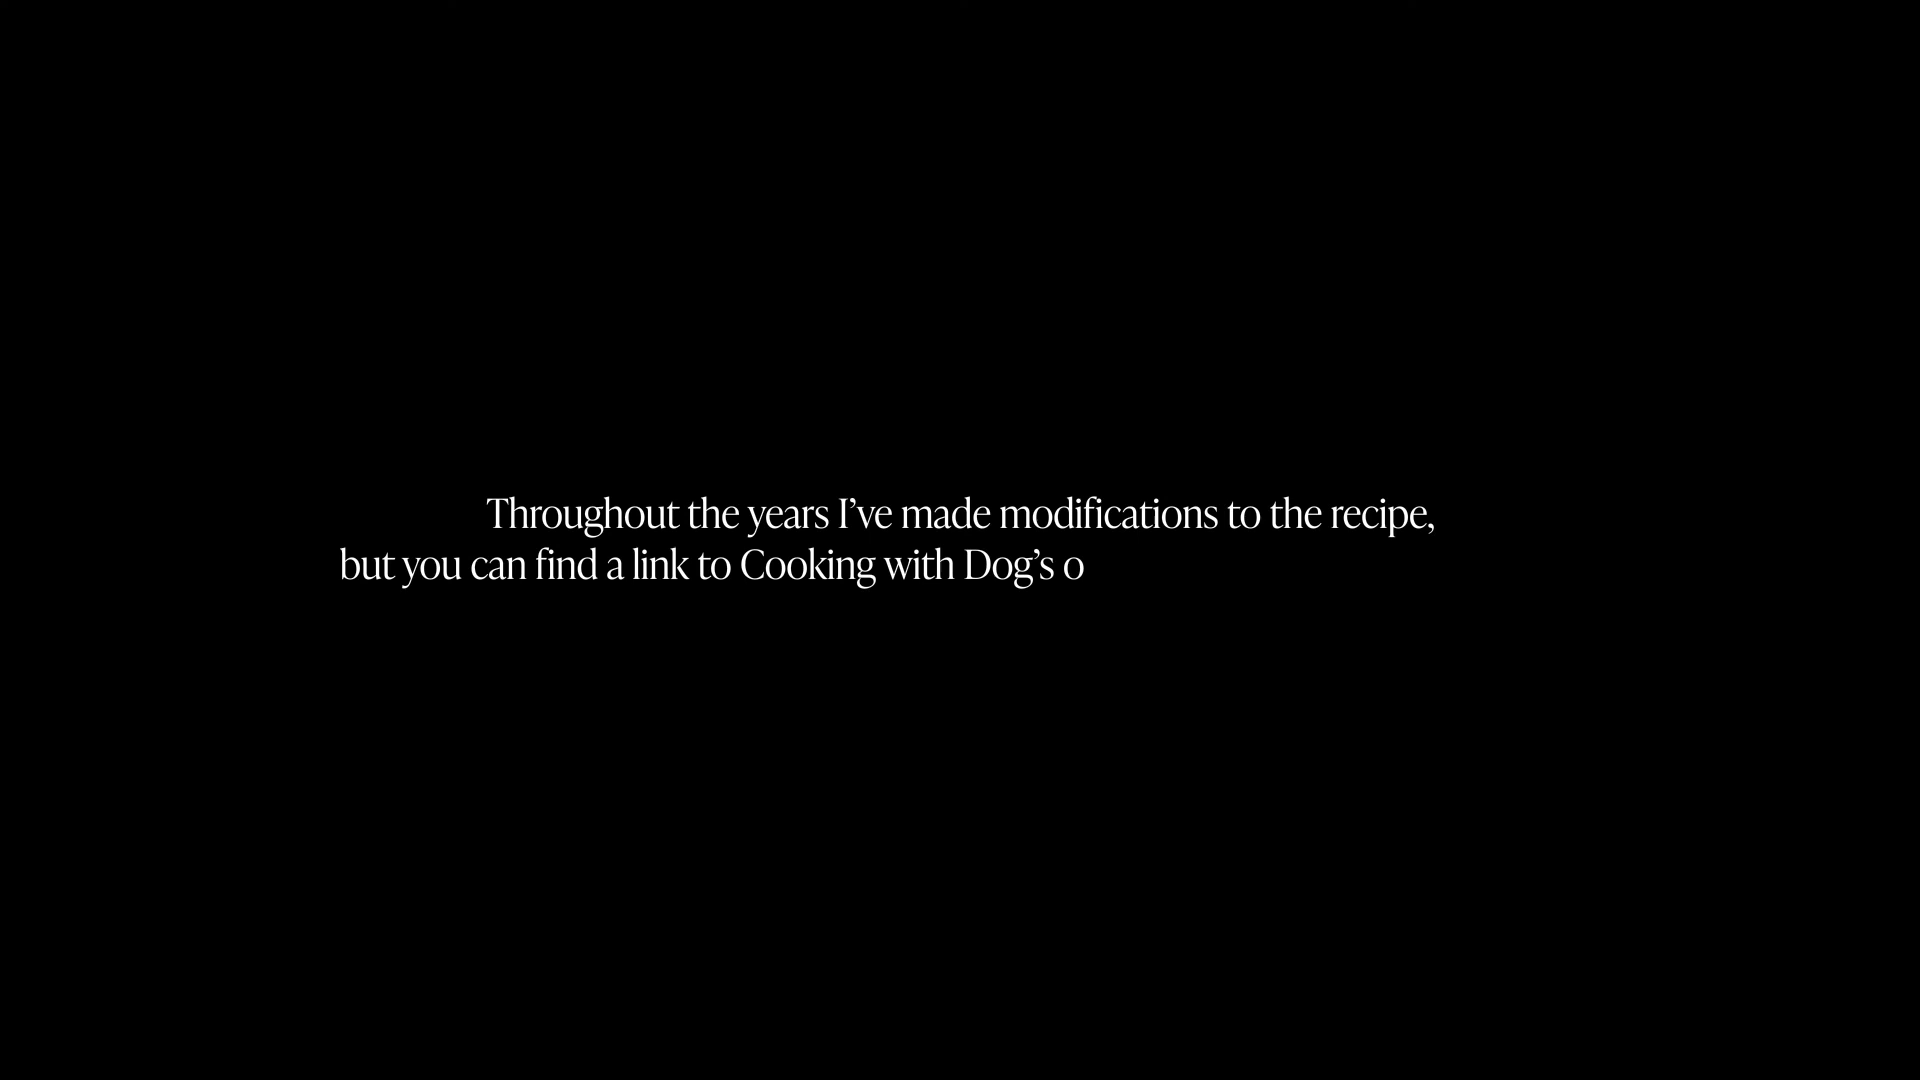 Throughout the years I’ve made modifications to the recipe,
but you can find a link to Cooking with Dog’s o